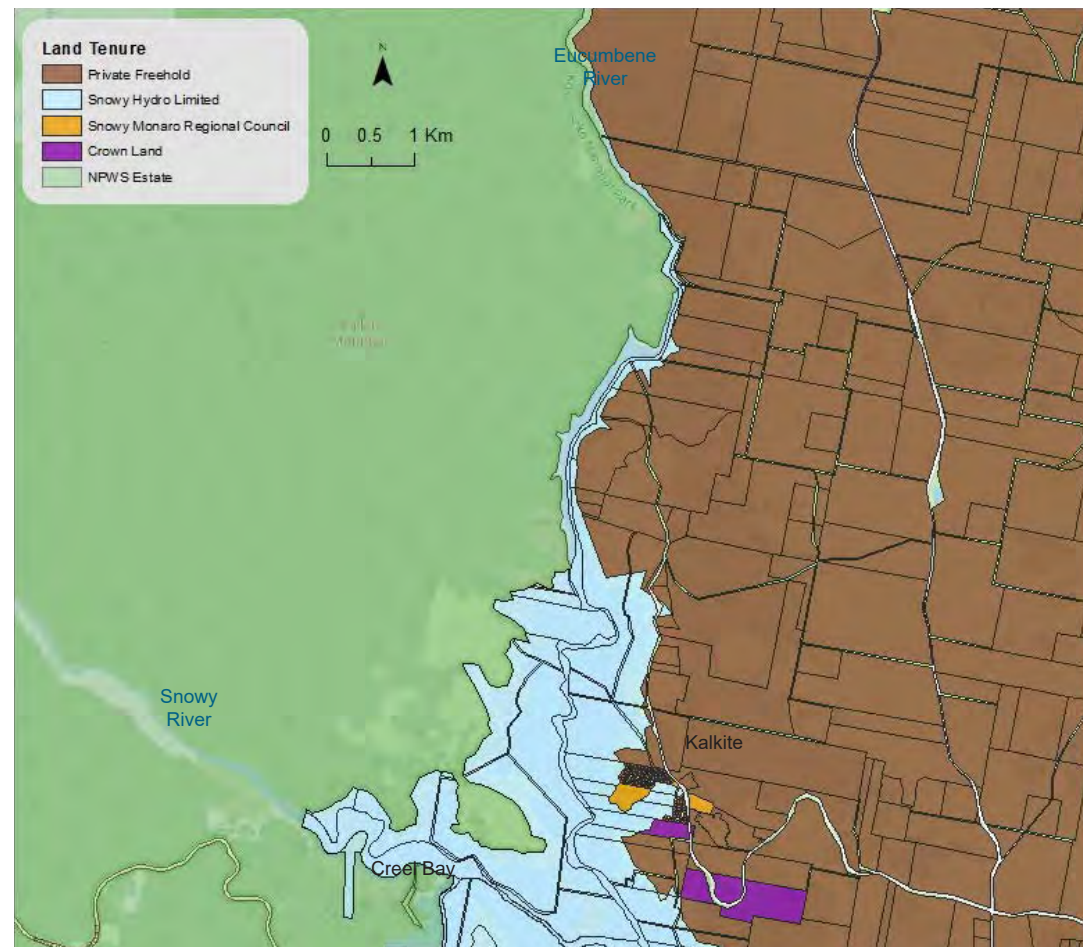 Land Tenure
Private Freehold
Snowy Hydro Limited
Snowy Monaro Regional Council
Crown Land
NPWS Estate
N
0 0.5 1 Km
Eucumbene
River
Snowy
River
Kalkite
Creel Bay